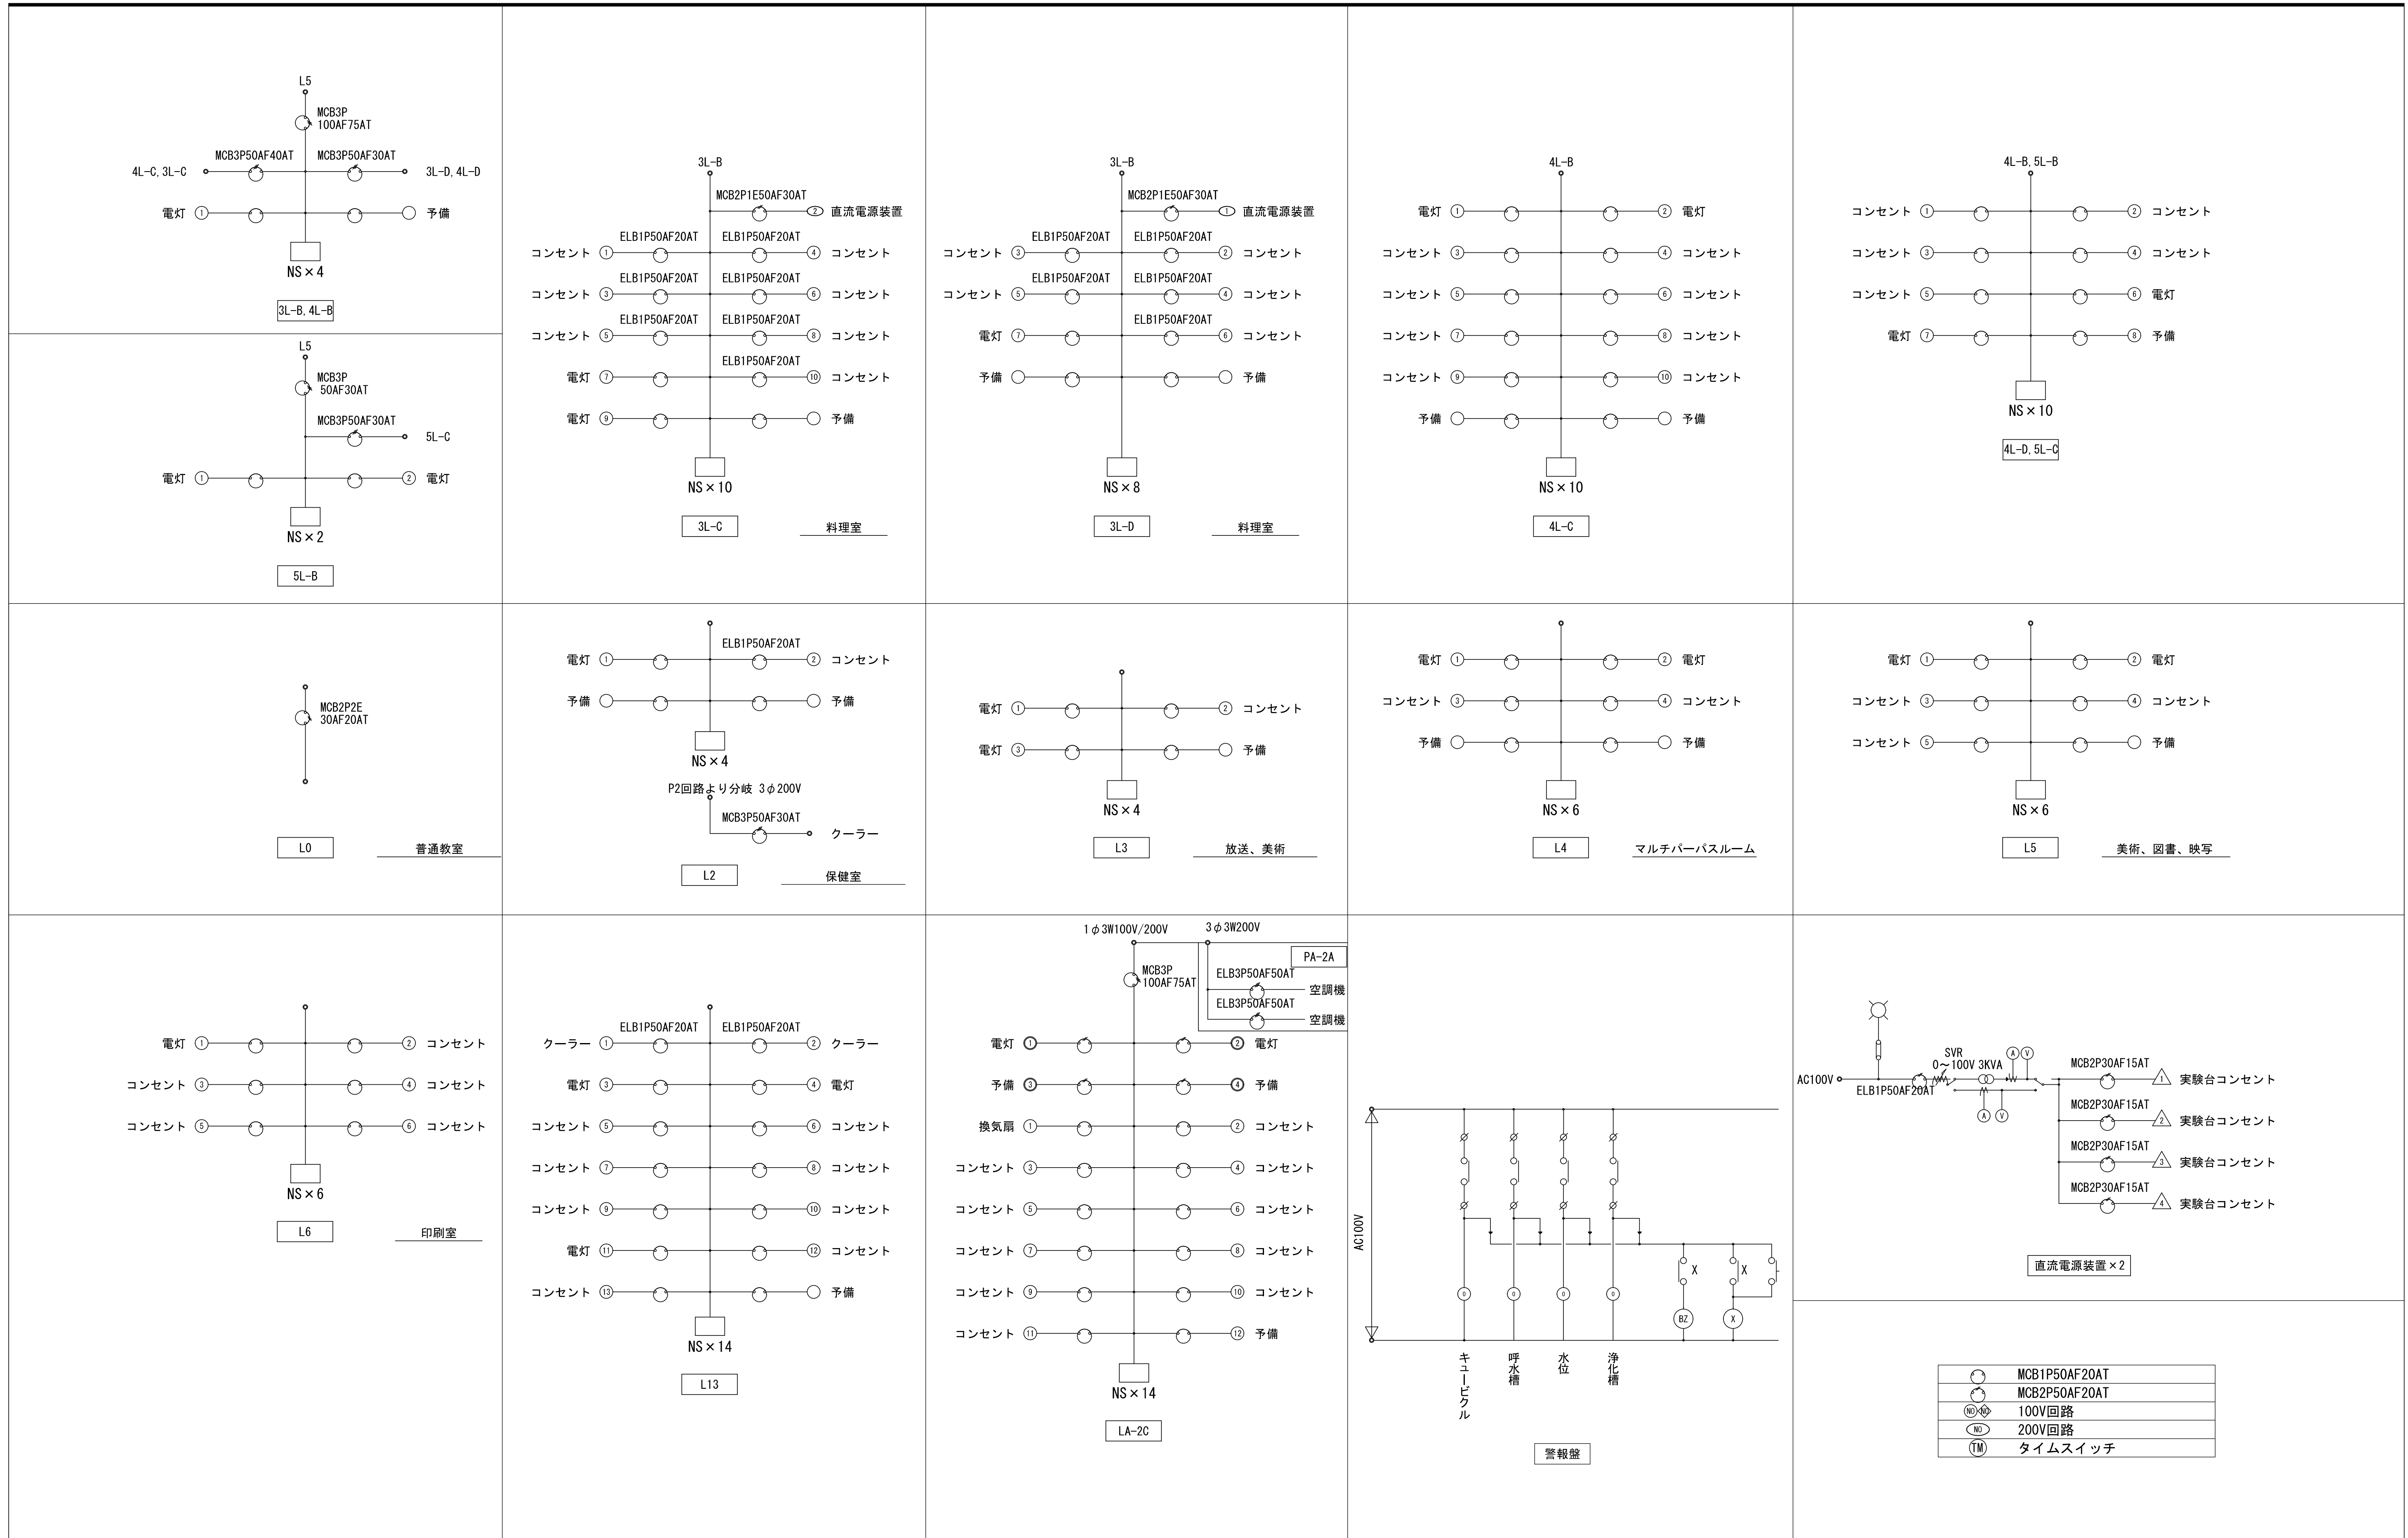 L5
MCB3P
100AF75AT
MCB3P50AF40AT MCB3P50AF30AT
4L-C, 3L-C 3L-D, 4L-D
電灯 1 予備
NS×4
3L-B, 4L-B
L5
MCB3P
50AF30AT
MCB3P50AF30AT
5L-C
電灯 1 2 電灯
NS×2
5L-B
3L-B
MCB2P1E50AF30AT
2 直流電源装置
ELB1P50AF20AT ELB1P50AF20AT
コンセント 1 4 コンセント
ELB1P50AF20AT ELB1P50AF20AT
コンセント 3 6 コンセント
ELB1P50AF20AT ELB1P50AF20AT
コンセント 5 8 コンセント
ELB1P50AF20AT
電灯 7 10 コンセント
電灯 9 予備
NS×10
3L-C 料理室
3L-B
MCB2P1E50AF30AT
1 直流電源装置
ELB1P50AF20AT ELB1P50AF20AT
コンセント 3 2 コンセント
ELB1P50AF20AT ELB1P50AF20AT
コンセント 5 4 コンセント
ELB1P50AF20AT
電灯 7 6 コンセント
予備 予備
NS×8
3L-D 料理室
4L-B
電灯 1 2 電灯
コンセント 3 4 コンセント
コンセント 5 6 コンセント
コンセント 7 8 コンセント
コンセント 9 10 コンセント
予備 予備
NS×10
4L-C
4L-B, 5L-B
コンセント 1 2 コンセント
コンセント 3 4 コンセント
コンセント 5 6 電灯
電灯 7 8 予備
NS×10
4L-D, 5L-C
MCB2P2E
30AF20AT
L0 普通教室
ELB1P50AF20AT
電灯 1 2 コンセント
予備 予備
NS×4
P2回路より分岐 3φ200V
MCB3P50AF30AT
クーラー
L2 保健室
電灯 1 2 コンセント
電灯 3 予備
NS×4
L3 放送、美術
電灯 1 2 電灯
コンセント 3 4 コンセント
予備 予備
NS×6
L4 マルチパーパスルーム
電灯 1 2 電灯
コンセント 3 4 コンセント
コンセント 5 予備
NS×6
L5 美術、図書、映写
電灯 1 2 コンセント
コンセント 3 4 コンセント
コンセント 5 6 コンセント
NS×6
L6 印刷室
ELB1P50AF20AT ELB1P50AF20AT
クーラー 1 2 クーラー
電灯 3 4 電灯
コンセント 5 6 コンセント
コンセント 7 8 コンセント
コンセント 9 10 コンセント
電灯 11 12 コンセント
コンセント 13 予備
NS×14
L13
1φ3W100V/200V 3φ3W200V
PA-2A
MCB3P
100AF75AT
ELB3P50AF50AT
空調機
ELB3P50AF50AT
空調機
電灯 1 2 電灯
予備 3 4 予備
換気扇 1 2 コンセント
コンセント 3 4 コンセント
コンセント 5 6 コンセント
コンセント 7 8 コンセント
コンセント 9 10 コンセント
コンセント 11 12 予備
NS×14
LA-2C
AC100V
X X
0 0 0 0
BZ X
キュービクル
呼水槽
水位
浄化槽
警報盤
SVR
0～100V 3KVA
A V
AC100V
ELB1P50AF20AT
A V
MCB2P30AF15AT
1 実験台コンセント
MCB2P30AF15AT
2 実験台コンセント
MCB2P30AF15AT
3 実験台コンセント
MCB2P30AF15AT
4 実験台コンセント
直流電源装置×2
MCB1P50AF20AT
MCB2P50AF20AT
NO NO 100V回路
NO 200V回路
TM タイムスイッチ